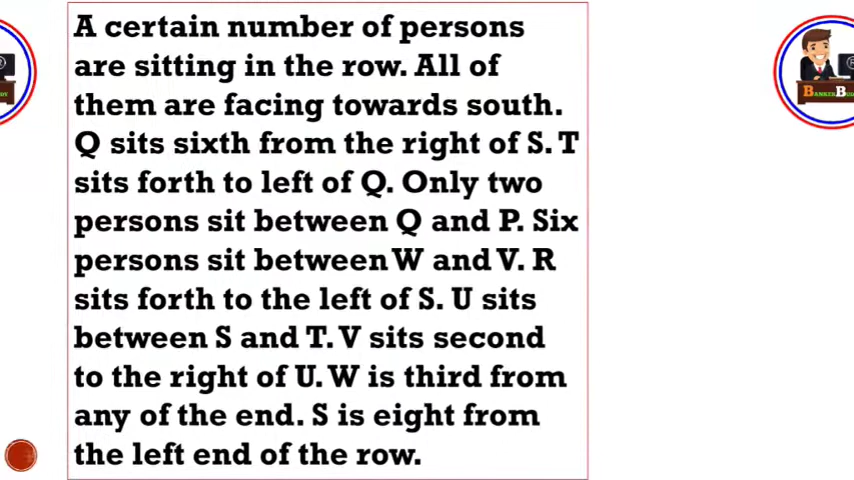 A certain number of persons
are sitting in the row. All of
them are facing towards south.
Q sits sixth from the right of S. T
sits forth to left of Q. Only two
persons sit between Q and P. Six
persons sit between W and V. R
sits forth to the left of S. U sits
between S and T. V sits second
to the right of U. W is third from
any of the end. S is eight from
the left end of the row.